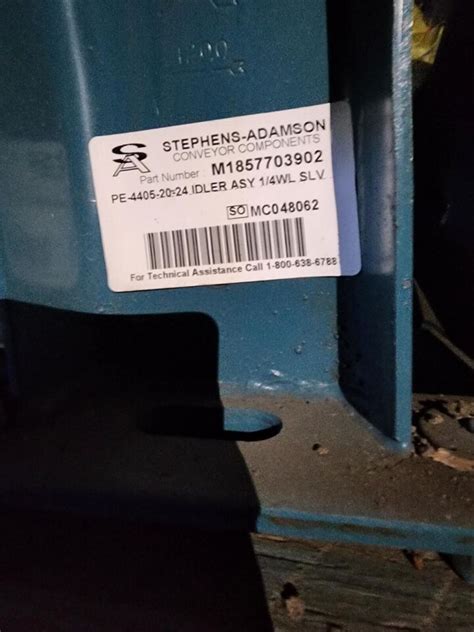 STEPHENS-ADAMSON
CONVEYOR COMPONENTS
SA
Part Number : M1857703902
PE-4405-20-24 IDLER ASY 1/4WL SLV
SO MC048062
For Technical Assistance Call 1-800-638-6788